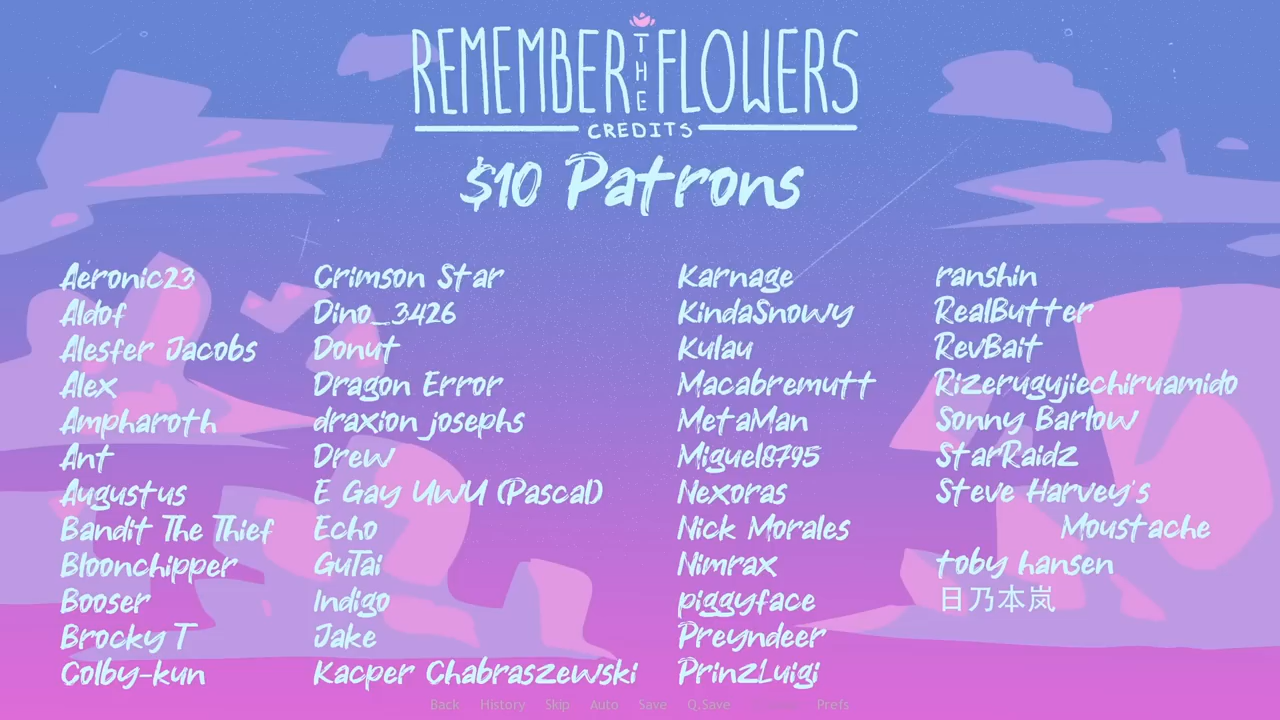 REMEMBER THE FLOWERS
CREDITS
$10 Patrons
Aeronic23
Aldof
Alesfer Jacobs
Alex
Ampharoth
Ant
Augustus
Bandit The Thief
Bloonchipper
Booser
Brocky T
Colby-kun
Crimson Star
Dino_3426
Donut
Dragon Error
draxion josephs
Drew
E Gay UwU (Pascal)
Echo
GuTai
Indigo
Jake
Kacper Chabraszewski
Karnage
KindaSnowy
Kulau
Macabremutt
MetaMan
Miguel8795
Nexoras
Nick Morales
Nimrax
piggyface
Preyndeer
PrinzLuigi
ranshin
RealButter
RevBait
Rizerugujiechiruamido
Sonny Barlow
StarRaidz
Steve Harvey's
Moustache
toby hansen
日乃本岚
Back History Skip Auto Save Q.Save Prefs